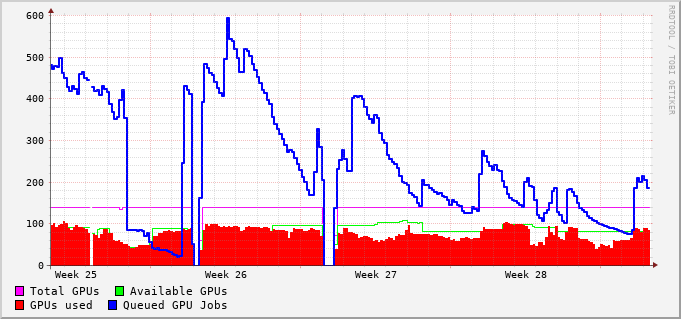 600
500
400
300
200
100
0
Week 25 Week 26 Week 27 Week 28
Total GPUs Available GPUs
GPUs used Queued GPU Jobs
RRDTOOL / TOBI OETIKER